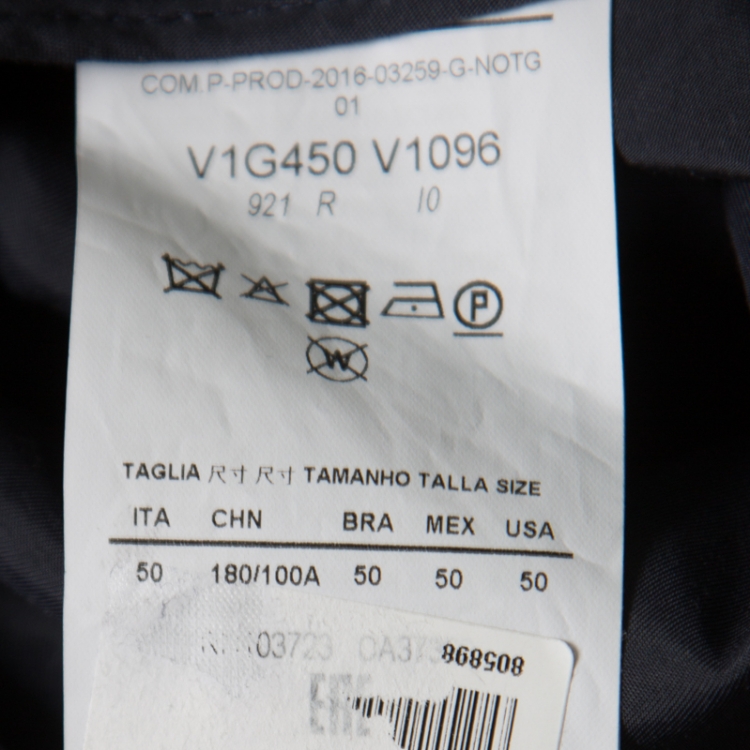 COM.P-PROD-2016-03259-G-NOTG
01
V1G450 V1096
921 R I0
P
W
TAGLIA 尺寸 尺寸 TAMANHO TALLA SIZE
ITA CHN BRA MEX USA
50 180/100A 50 50 50
03723
805898